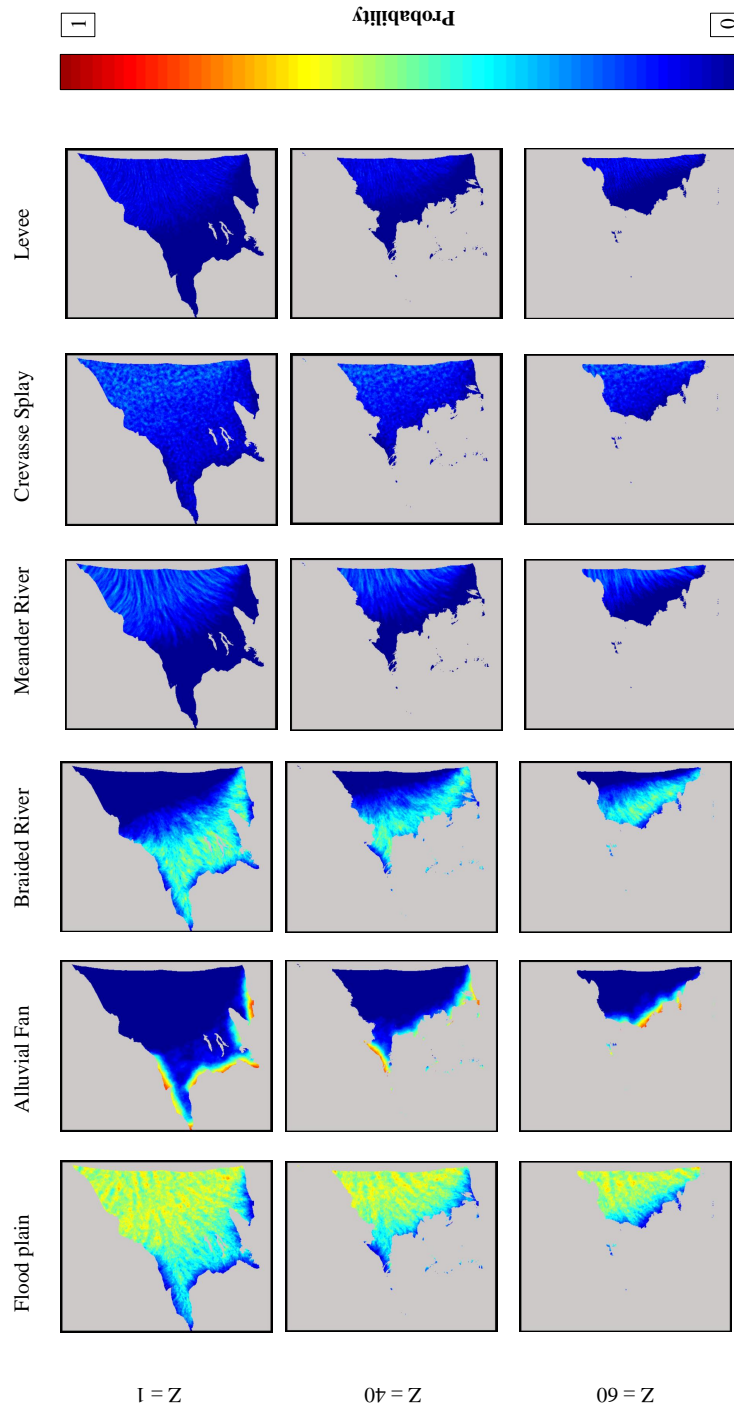 Flood plain
Alluvial Fan
Braided River
Meander River
Crevasse Splay
Levee
Z = 1
Z = 40
Z = 60
1
Probability
0